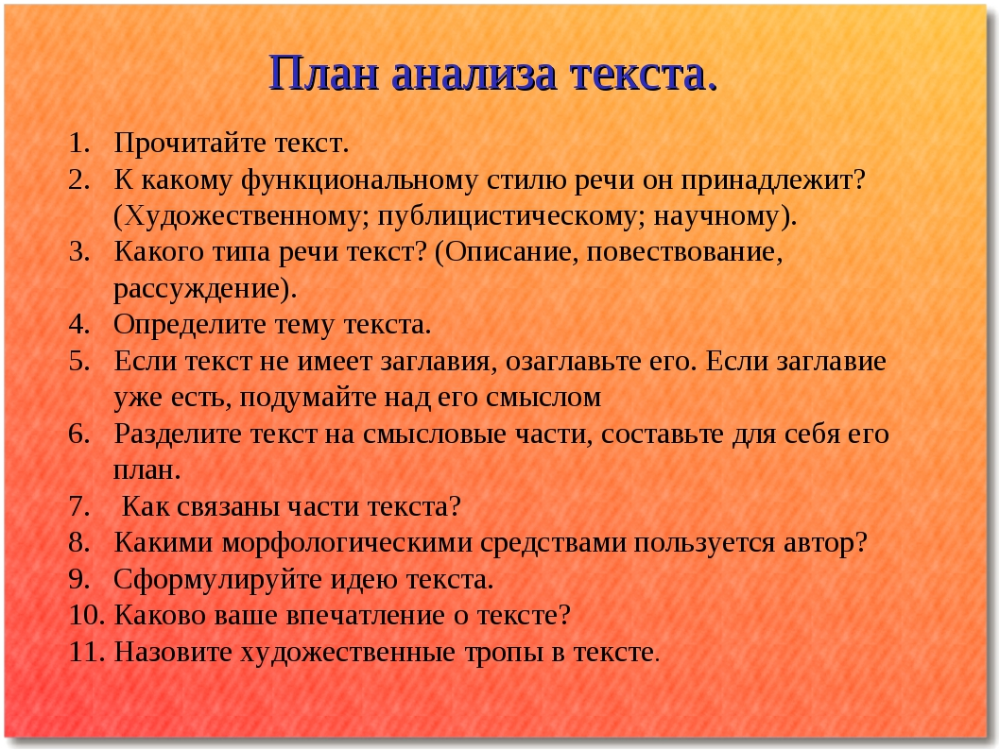 План анализа текста.
1. Прочитайте текст.
2. К какому функциональному стилю речи он принадлежит?
(Художественному; публицистическому; научному).
3. Какого типа речи текст? (Описание, повествование,
рассуждение).
4. Определите тему текста.
5. Если текст не имеет заглавия, озаглавьте его. Если заглавие
уже есть, подумайте над его смыслом
6. Разделите текст на смысловые части, составьте для себя его
план.
7. Как связаны части текста?
8. Какими морфологическими средствами пользуется автор?
9. Сформулируйте идею текста.
10. Каково ваше впечатление о тексте?
11. Назовите художественные тропы в тексте.